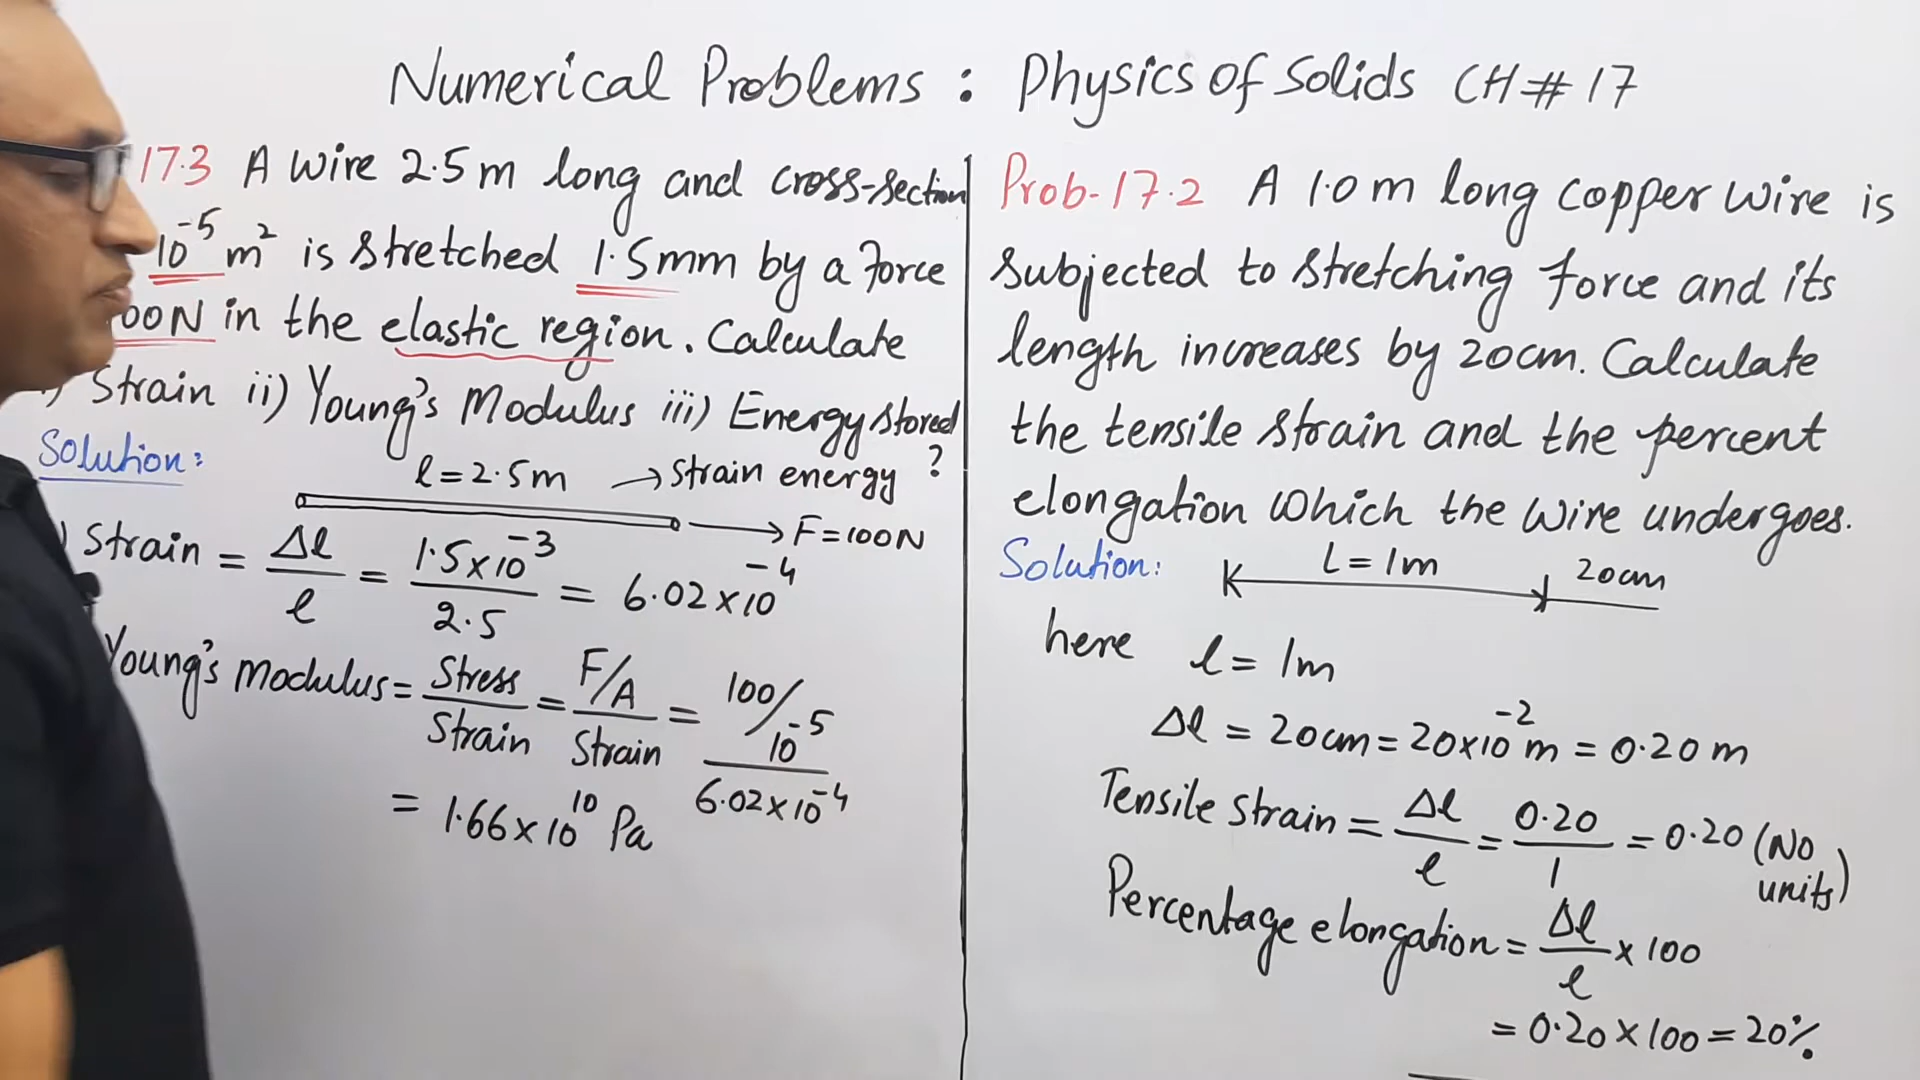 Numerical Problems : Physics of Solids CH# 17
17.3 A wire 2.5 m long and cross-section
10⁻⁵ m² is stretched 1.5mm by a force
00N in the elastic region. Calculate
) Strain ii) Young's Modulus iii) Energy stored
?
Solution:
l = 2.5m → Strain energy
→ F = 100N
) Strain = Δl/l = 1.5×10⁻³/2.5 = 6.02×10⁻⁴
Young's modulus = Stress/Strain = F/A/Strain = 100/10⁻⁵/6.02×10⁻⁴
= 1.66×10¹⁰ Pa
Prob-17.2 A 1.0 m long copper wire is
subjected to stretching force and its
length increases by 20cm. Calculate
the tensile strain and the percent
elongation which the wire undergoes.
Solution:
L = 1m 20cm
here l = 1m
Δl = 20cm = 20×10⁻² m = 0.20 m
Tensile strain = Δl/l = 0.20/1 = 0.20 (No units)
Percentage elongation = Δl/l × 100
= 0.20 × 100 = 20%